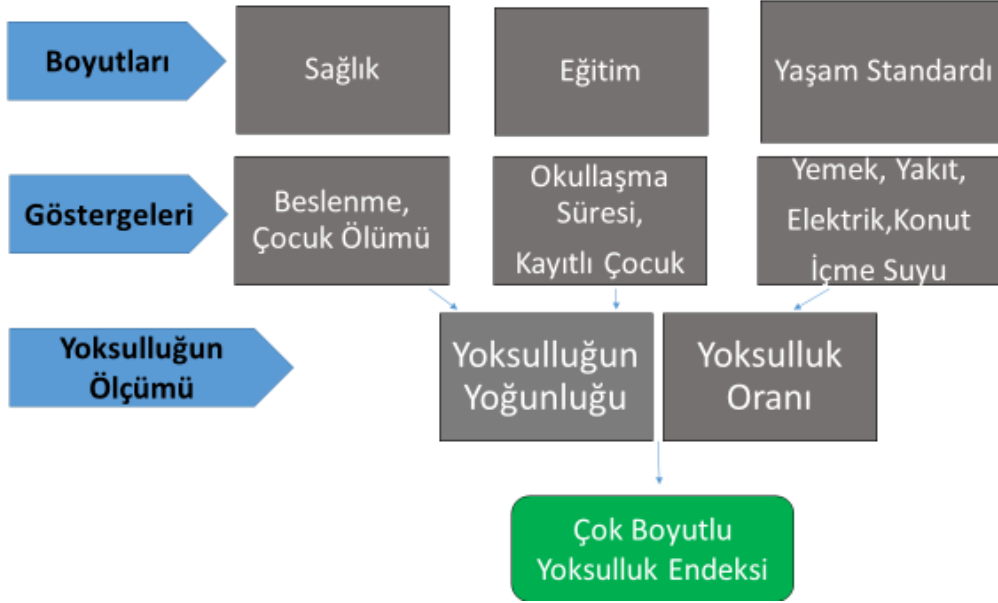 Boyutları
Sağlık
Eğitim
Yaşam Standardı
Göstergeleri
Beslenme,
Çocuk Ölümü
Okullaşma
Süresi,
Kayıtlı Çocuk
Yemek, Yakıt,
Elektrik,Konut
İçme Suyu
Yoksulluğun
Ölçümü
Yoksulluğun
Yoğunluğu
Yoksulluk
Oranı
Çok Boyutlu
Yoksulluk Endeksi